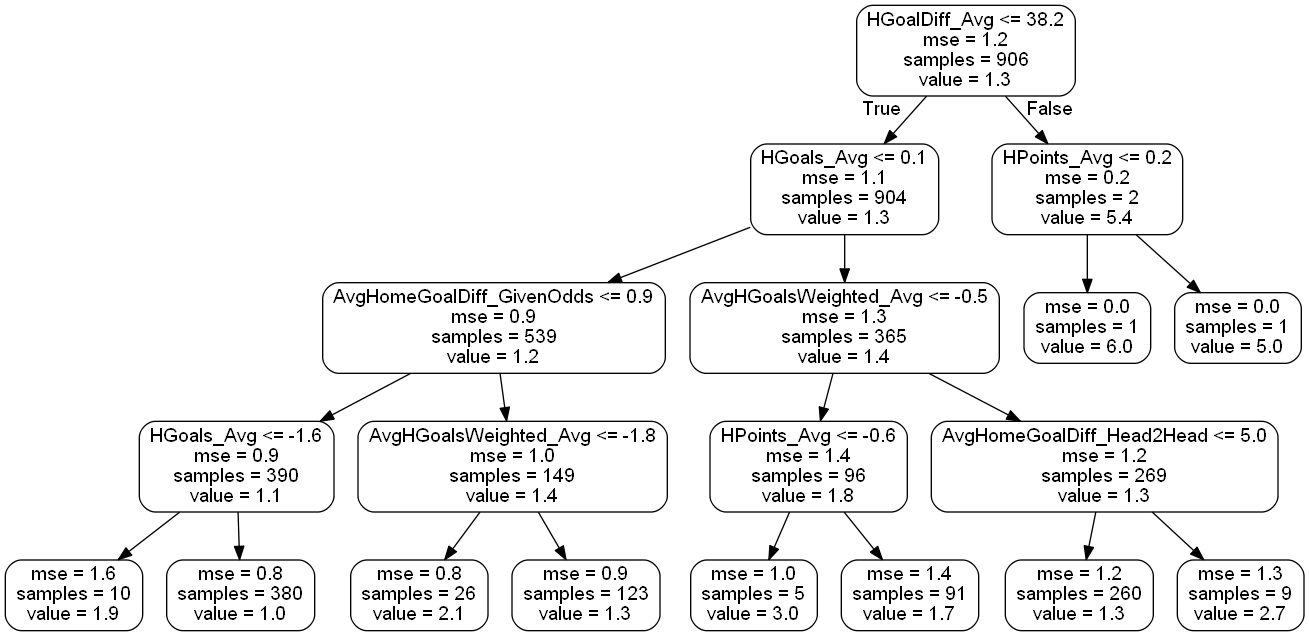 HGoalDiff_Avg <= 38.2
mse = 1.2
samples = 906
value = 1.3
True
False
HGoals_Avg <= 0.1
mse = 1.1
samples = 904
value = 1.3
HPoints_Avg <= 0.2
mse = 0.2
samples = 2
value = 5.4
AvgHomeGoalDiff_GivenOdds <= 0.9
mse = 0.9
samples = 539
value = 1.2
AvgHGoalsWeighted_Avg <= -0.5
mse = 1.3
samples = 365
value = 1.4
mse = 0.0
samples = 1
value = 6.0
mse = 0.0
samples = 1
value = 5.0
HGoals_Avg <= -1.6
mse = 0.9
samples = 390
value = 1.1
AvgHGoalsWeighted_Avg <= -1.8
mse = 1.0
samples = 149
value = 1.4
HPoints_Avg <= -0.6
mse = 1.4
samples = 96
value = 1.8
AvgHomeGoalDiff_Head2Head <= 5.0
mse = 1.2
samples = 269
value = 1.3
mse = 1.6
samples = 10
value = 1.9
mse = 0.8
samples = 380
value = 1.0
mse = 0.8
samples = 26
value = 2.1
mse = 0.9
samples = 123
value = 1.3
mse = 1.0
samples = 5
value = 3.0
mse = 1.4
samples = 91
value = 1.7
mse = 1.2
samples = 260
value = 1.3
mse = 1.3
samples = 9
value = 2.7